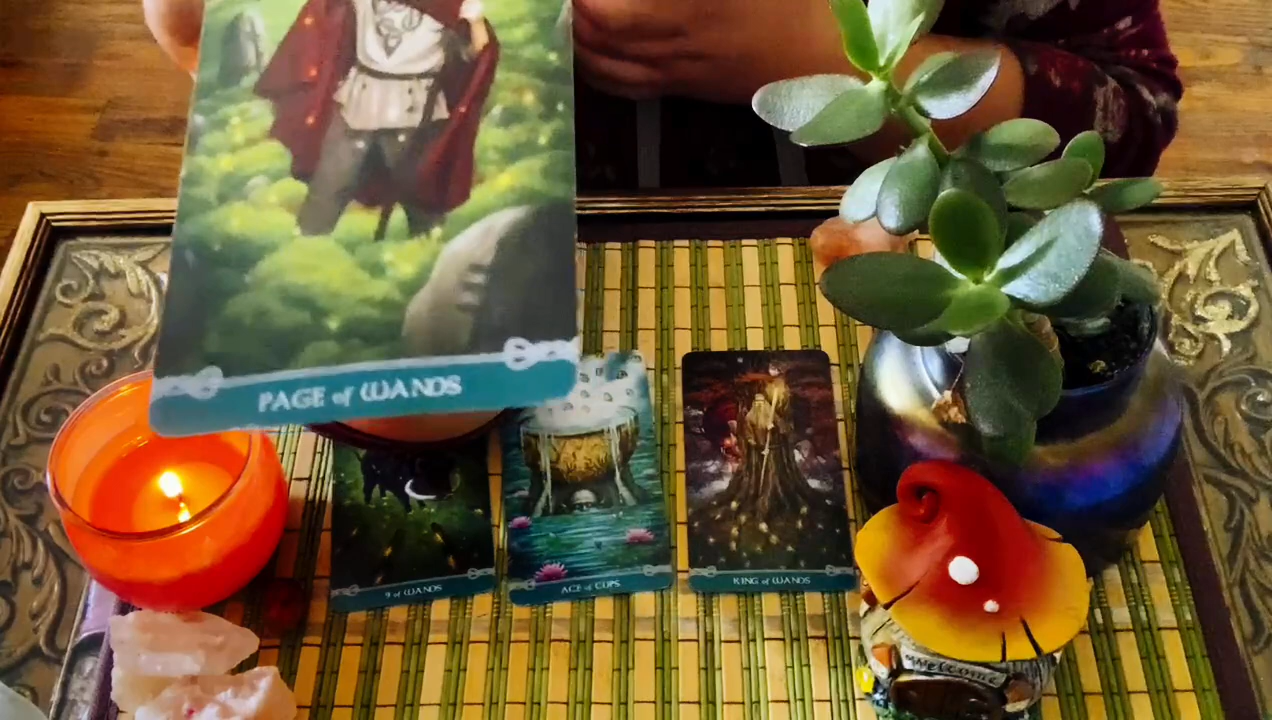 PAGE of WANDS
9 of WANDS
ACE of CUPS
KING of WANDS
Welcome